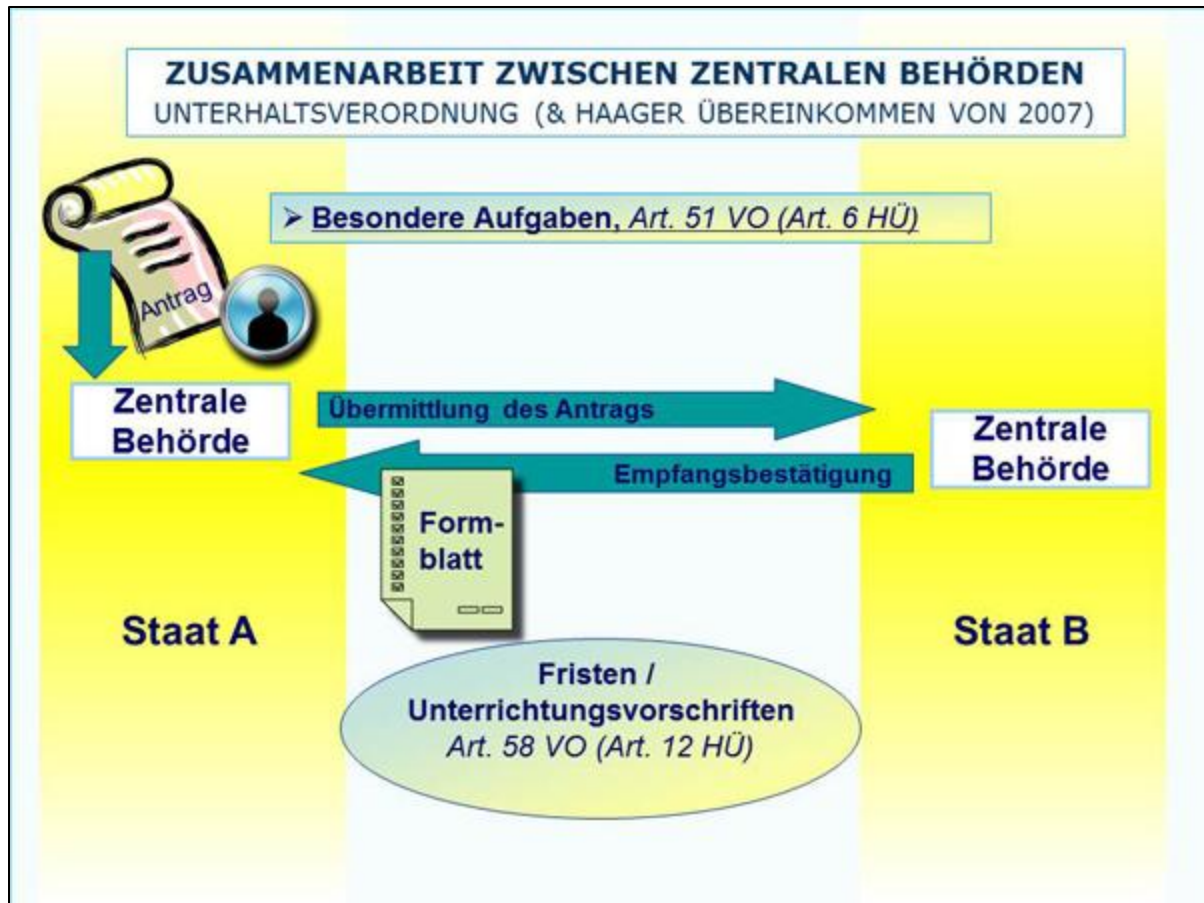 ZUSAMMENARBEIT ZWISCHEN ZENTRALEN BEHÖRDEN
UNTERHALTSVERORDNUNG (& HAAGER ÜBEREINKOMMEN VON 2007)
➢ Besondere Aufgaben, Art. 51 VO (Art. 6 HÜ)
Antrag
Zentrale
Behörde
Übermittlung des Antrags
Zentrale
Behörde
Empfangsbestätigung
Form-
blatt
Staat A
Staat B
Fristen /
Unterrichtungsvorschriften
Art. 58 VO (Art. 12 HÜ)